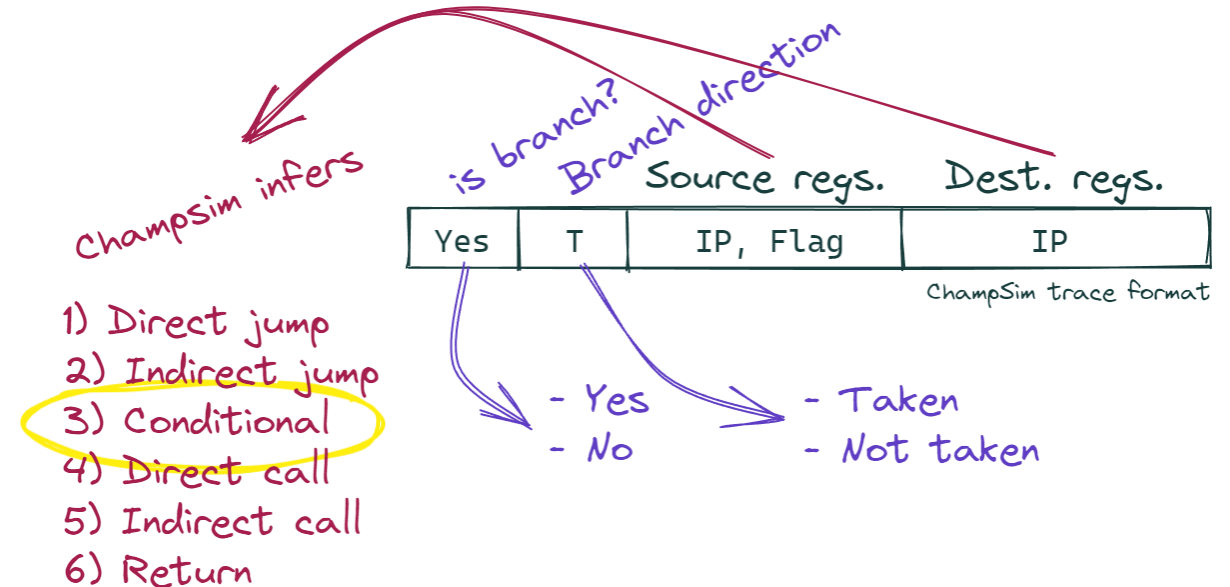 is branch?
Branch direction
Champsim infers
Source regs.
Dest. regs.
Yes
T
IP, Flag
IP
ChampSim trace format
1) Direct jump
2) Indirect jump
3) Conditional
4) Direct call
5) Indirect call
6) Return
- Yes
- No
- Taken
- Not taken